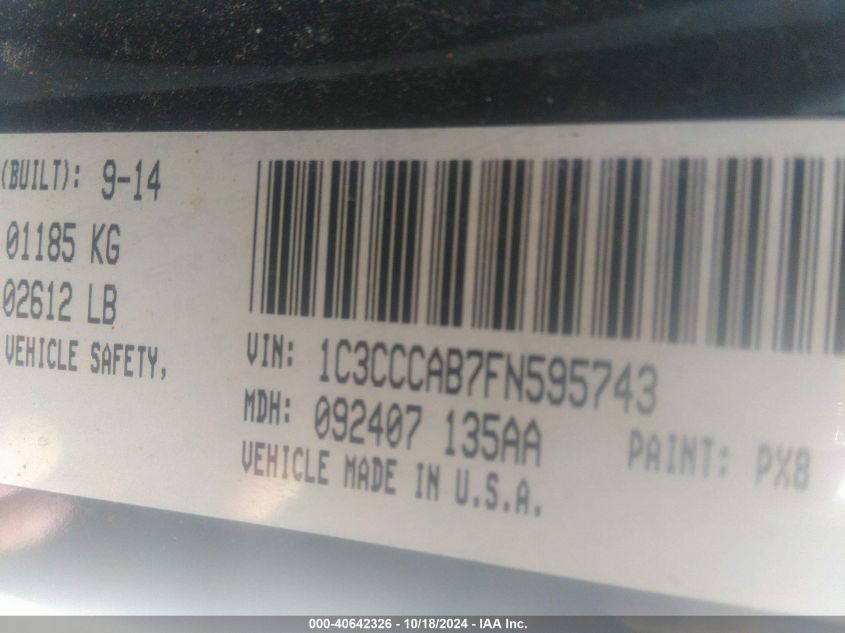 (BUILT): 9-14
01185 KG
02612 LB
VEHICLE SAFETY,
VIN: 1C3CCCAB7FN595743
MDH: 092407 135AA
PAINT: PX8
VEHICLE MADE IN U.S.A.
000-40642326 - 10/18/2024 - IAA Inc.